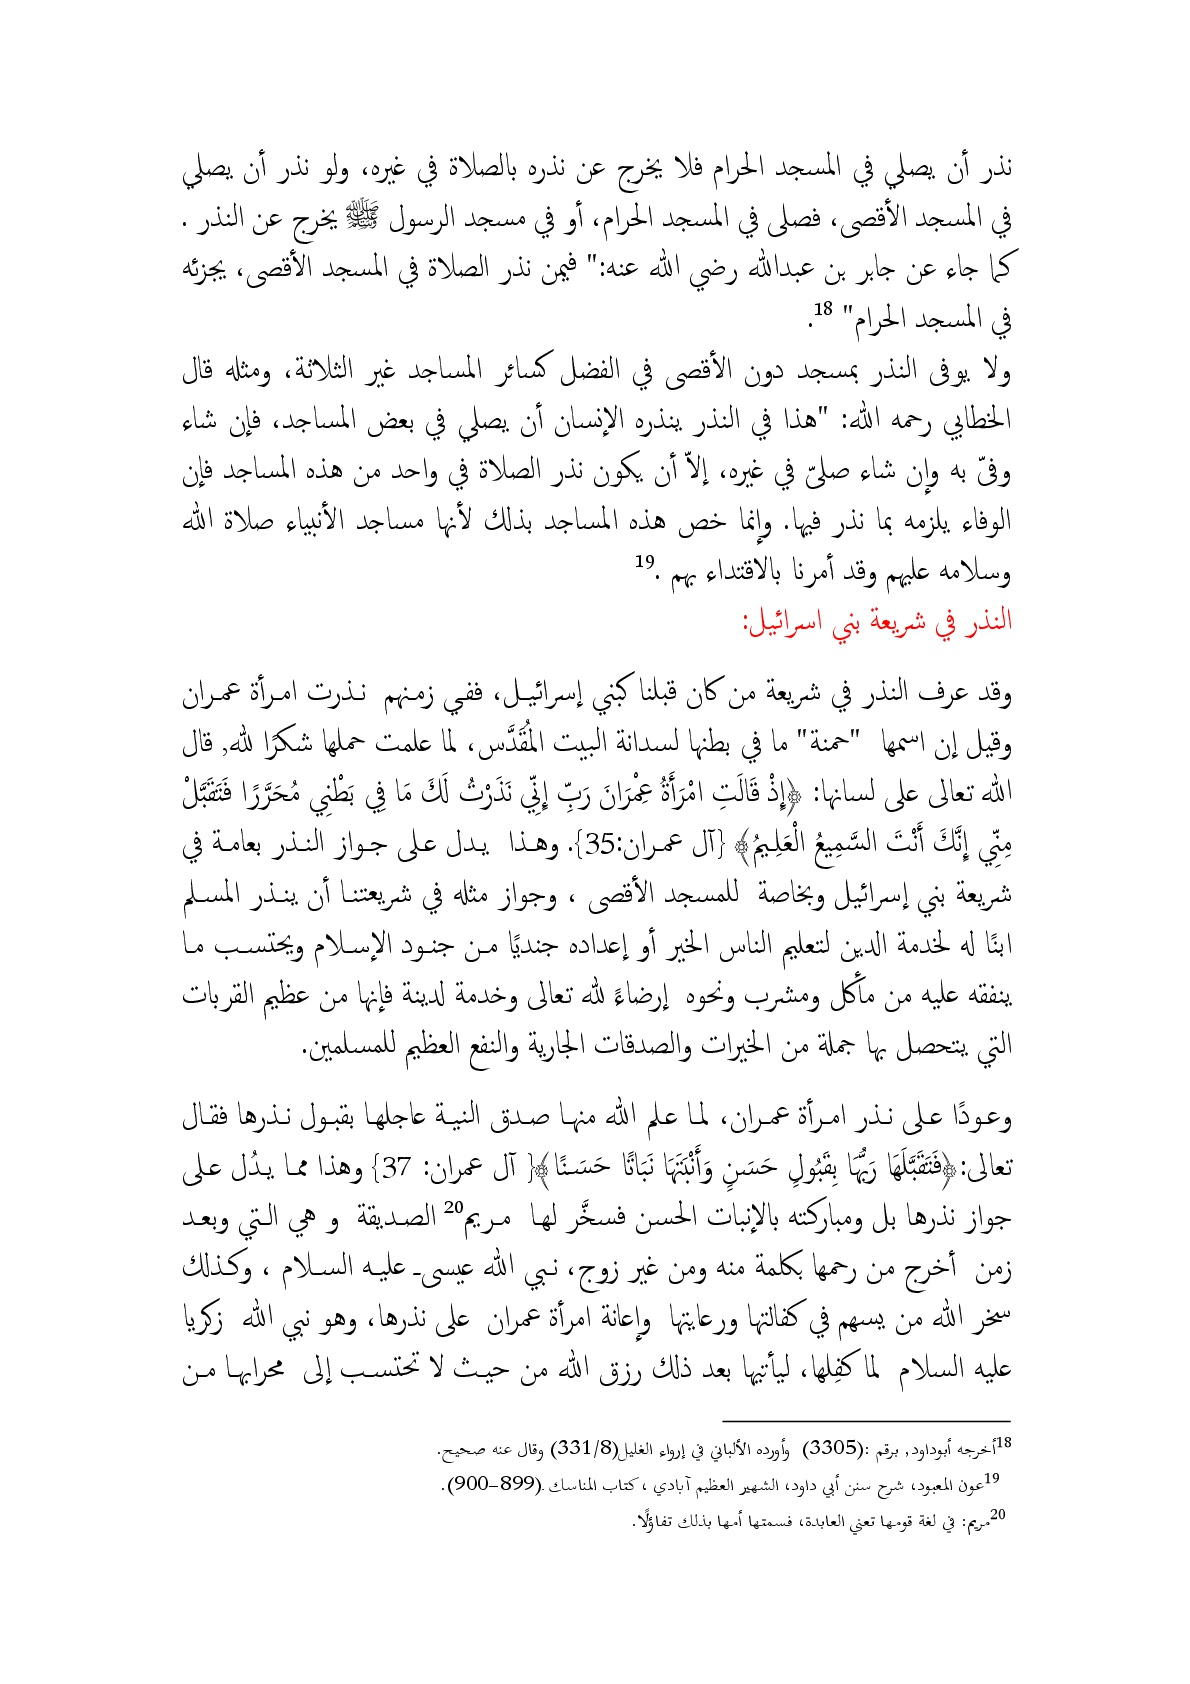 نذر أن يصلي في المسجد الحرام فلا يخرج عن نذره بالصلاة في غيره، ولو نذر أن يصلي
في المسجد الأقصى، فصلى في المسجد الحرام، أو في مسجد الرسول ﷺ يخرج عن النذر .
كما جاء عن جابر بن عبدالله رضي الله عنه:" فيمن نذر الصلاة في المسجد الأقصى، يجزئه
في المسجد الحرام" 18.
ولا يوفى النذر بمسجد دون الأقصى في الفضل كسائر المساجد غير الثلاثة، ومثله قال
الخطابي رحمه الله: "هذا في النذر ينذره الإنسان أن يصلي في بعض المساجد، فإن شاء
وفىّ به وإن شاء صلىّ في غيره، إلاّ أن يكون نذر الصلاة في واحد من هذه المساجد فإن
الوفاء يلزمه بما نذر فيها. وإنما خص هذه المساجد بذلك لأنها مساجد الأنبياء صلاة الله
وسلامه عليهم وقد أمرنا بالاقتداء بهم .19
النذر في شريعة بني اسرائيل:
وقد عرف النذر في شريعة من كان قبلنا كبني إسرائيل، ففي زمنهم نذرت امرأة عمران
وقيل إن اسمها "حمنة" ما في بطنها لسدانة البيت المُقَدَّس، لما علمت حملها شكرًا لله, قال
الله تعالى على لسانها: ﴿إِذْ قَالَتِ امْرَأَةُ عِمْرَانَ رَبِّ إِنِّي نَذَرْتُ لَكَ مَا فِي بَطْنِي مُحَرَّرًا فَتَقَبَّلْ
مِنِّي إِنَّكَ أَنْتَ السَّمِيعُ الْعَلِيمُ﴾ {آل عمران:35}. وهذا يدل على جواز النذر بعامة في
شريعة بني إسرائيل وبخاصة للمسجد الأقصى ، وجواز مثله في شريعتنا أن ينذر المسلم
ابنًا له لخدمة الدين لتعليم الناس الخير أو إعداده جنديًا من جنود الإسلام ويحتسب ما
ينفقه عليه من مأكل ومشرب ونحوه إرضاءً لله تعالى وخدمة لدينة فإنها من عظيم القربات
التي يتحصل بها جملة من الخيرات والصدقات الجارية والنفع العظيم للمسلمين.
وعودًا على نذر امرأة عمران، لما علم الله منها صدق النية عاجلها بقبول نذرها فقال
تعالى:﴿فَتَقَبَّلَهَا رَبُّهَا بِقَبُولٍ حَسَنٍ وَأَنْبَتَهَا نَبَاتًا حَسَنًا﴾{ آل عمران: 37} وهذا مما يدُل على
جواز نذرها بل ومباركته بالإنبات الحسن فسخَّر لها مريم20 الصديقة و هي التي وبعد
زمن أخرج من رحمها بكلمة منه ومن غير زوج، نبي الله عيسى- عليه السلام ، وكذلك
سخر الله من يسهم في كفالتها ورعايتها وإعانة امرأة عمران على نذرها، وهو نبي الله زكريا
عليه السلام لما كفِلها، ليأتيها بعد ذلك رزق الله من حيث لا تحتسب إلى محرابها من
18أخرجه أبوداود, برقم :(3305) وأورده الألباني في إرواء الغليل(331/8) وقال عنه صحيح.
19عون المعبود، شرح سنن أبي داود، الشهير العظيم آبادي ، كتاب المناسك .(899–900).
20مريم: في لغة قومها تعني العابدة، فسمتها أمها بذلك تفاؤلًا.